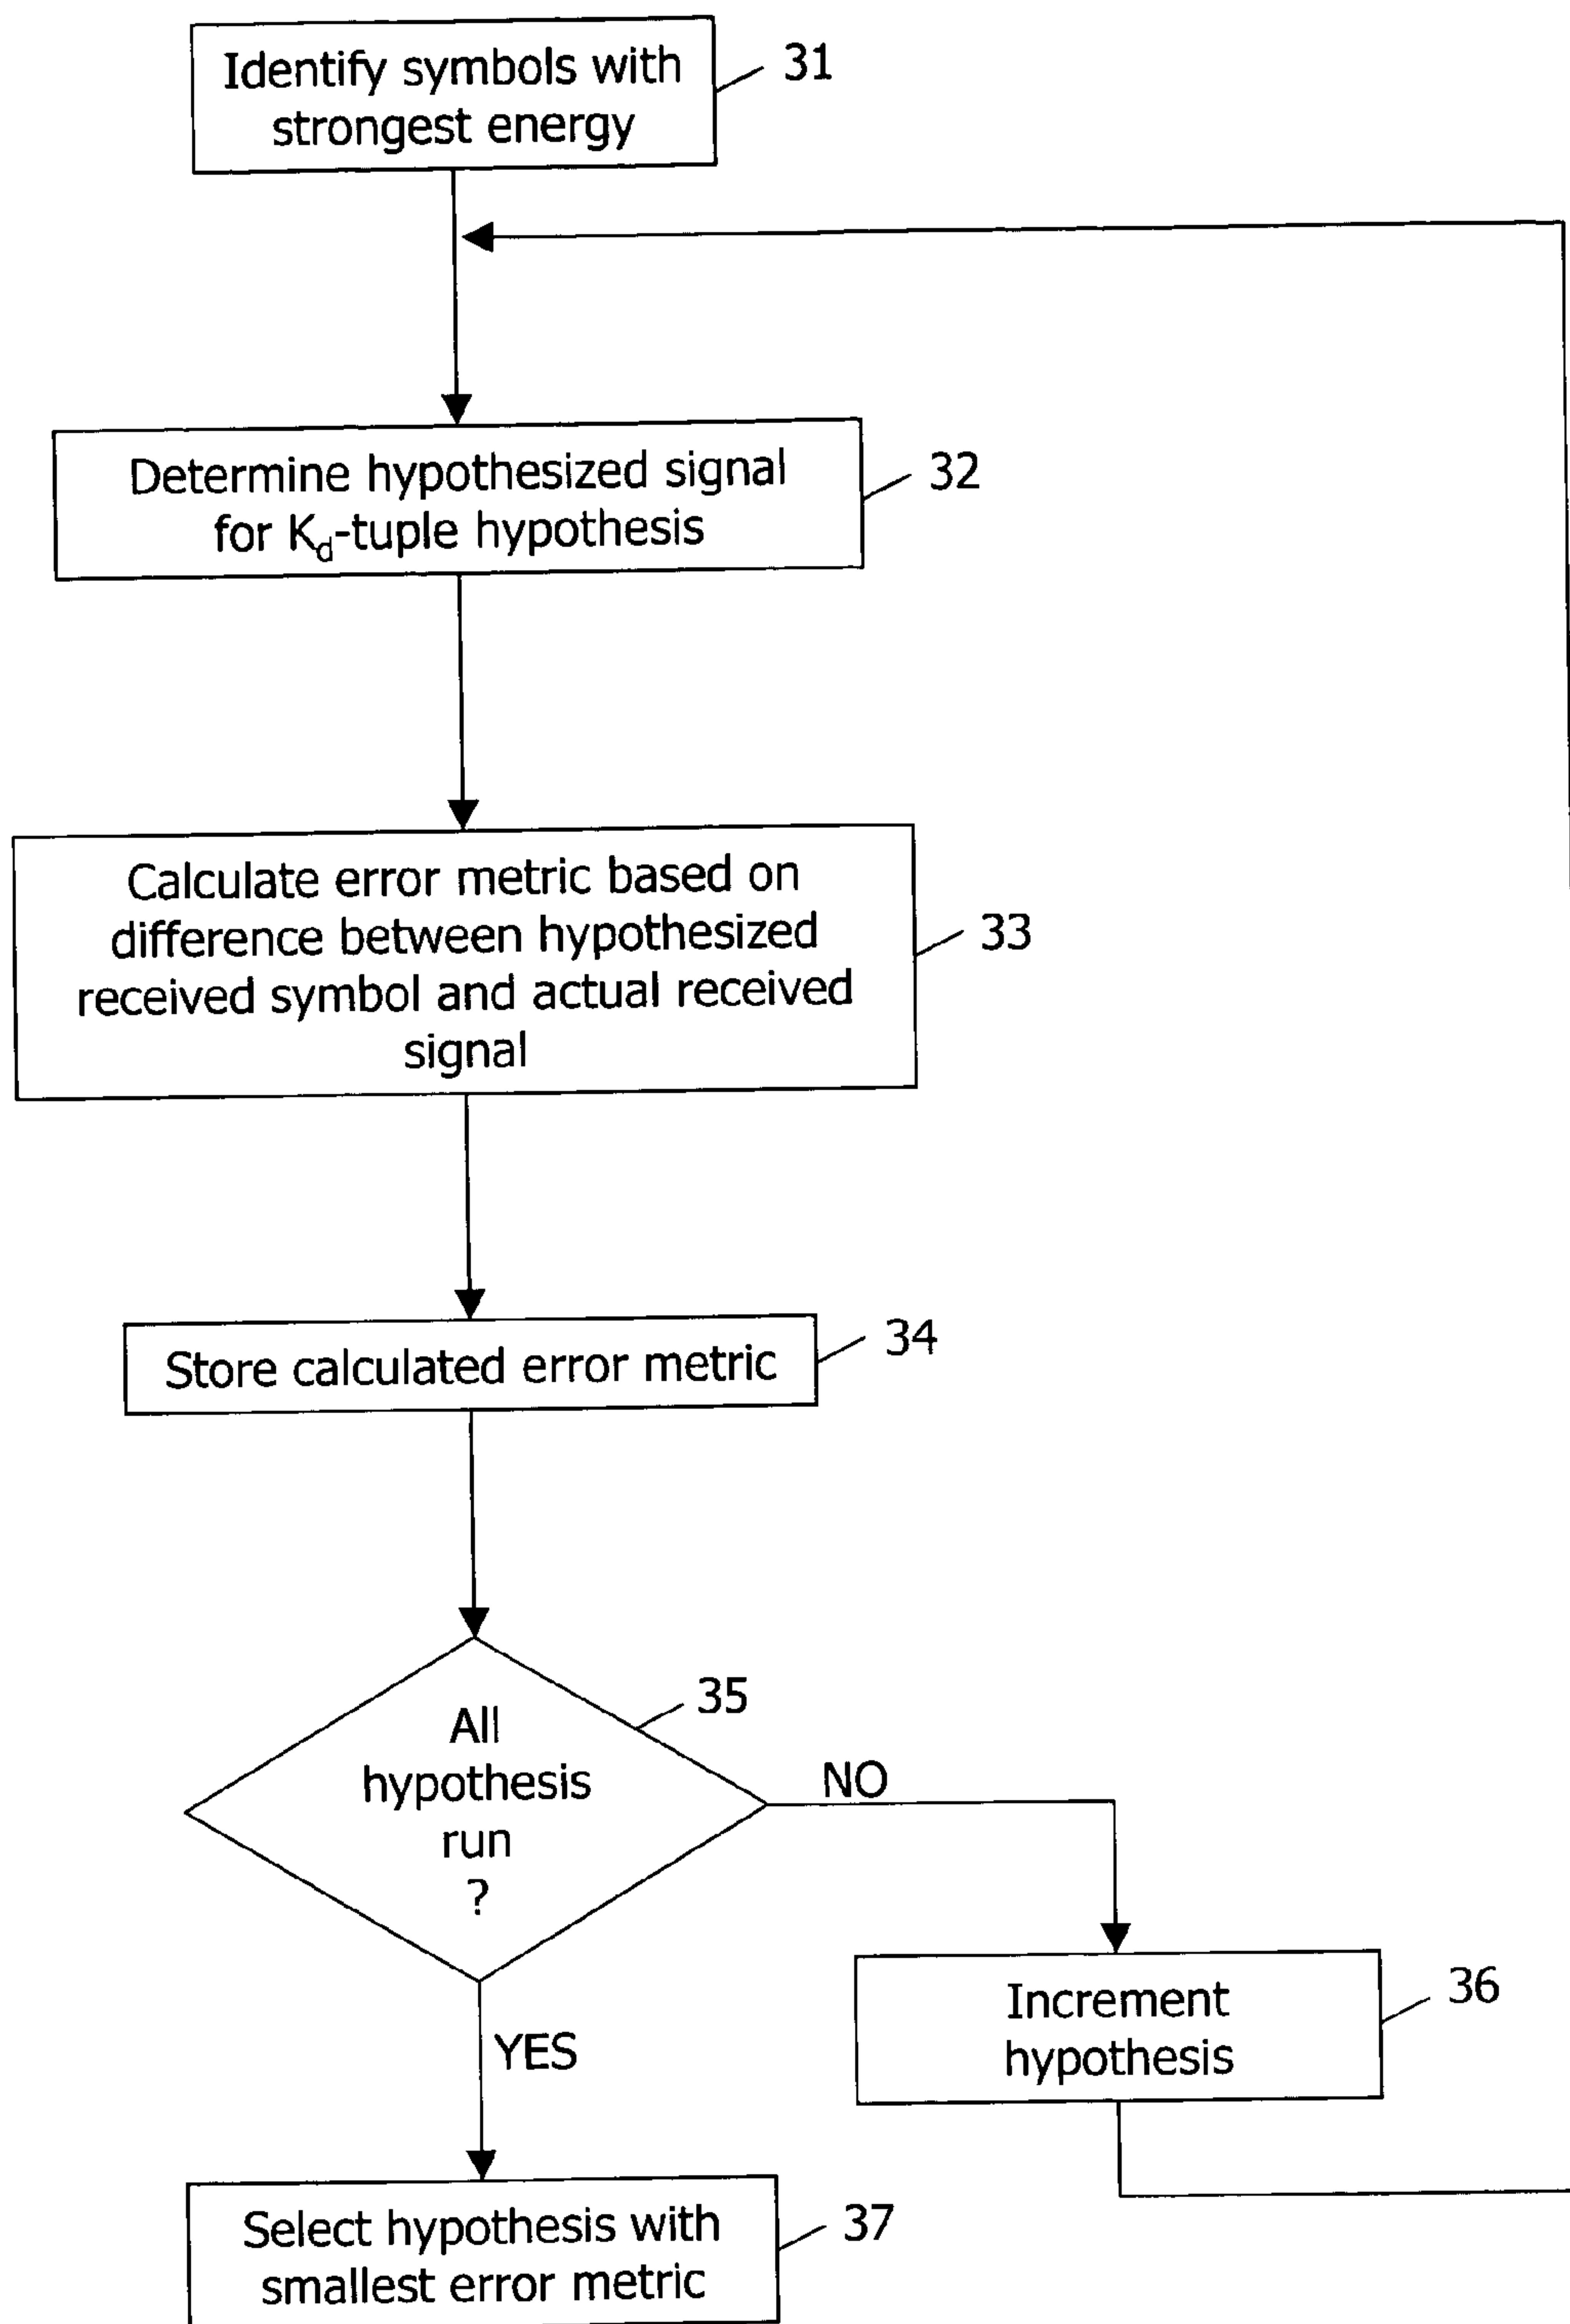 Identify symbols with
strongest energy
31
Determine hypothesized signal
for Kd-tuple hypothesis
32
Calculate error metric based on
difference between hypothesized
received symbol and actual received
signal
33
Store calculated error metric
34
All
hypothesis
run
?
35
NO
YES
Increment
hypothesis
36
Select hypothesis with
smallest error metric
37